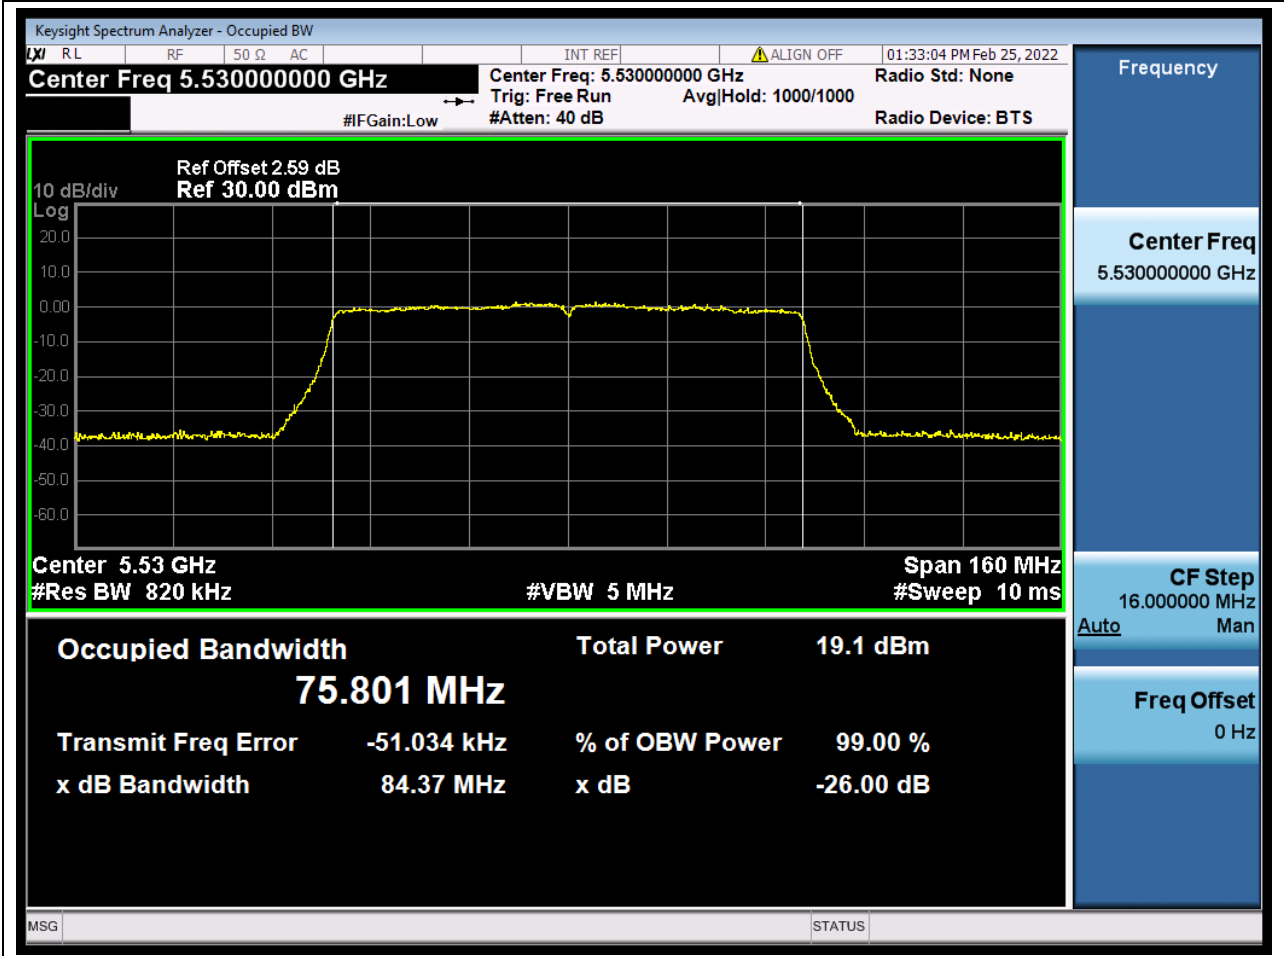 Keysight Spectrum Analyzer - Occupied BW
LXI RL RF 50 Ω AC INT REF ALIGN OFF 01:33:04 PM Feb 25, 2022
Center Freq 5.530000000 GHz
Center Freq: 5.530000000 GHz
Radio Std: None
Trig: Free Run Avg|Hold: 1000/1000
#IFGain:Low
#Atten: 40 dB
Radio Device: BTS
Ref Offset 2.59 dB
10 dB/div Ref 30.00 dBm
Log
20.0
10.0
0.00
-10.0
-20.0
-30.0
-40.0
-50.0
-60.0
Center 5.53 GHz Span 160 MHz
#Res BW 820 kHz #VBW 5 MHz #Sweep 10 ms
Occupied Bandwidth Total Power 19.1 dBm
75.801 MHz
Transmit Freq Error -51.034 kHz % of OBW Power 99.00 %
x dB Bandwidth 84.37 MHz x dB -26.00 dB
Frequency
Center Freq
5.530000000 GHz
CF Step
16.000000 MHz
Auto Man
Freq Offset
0 Hz
MSG STATUS